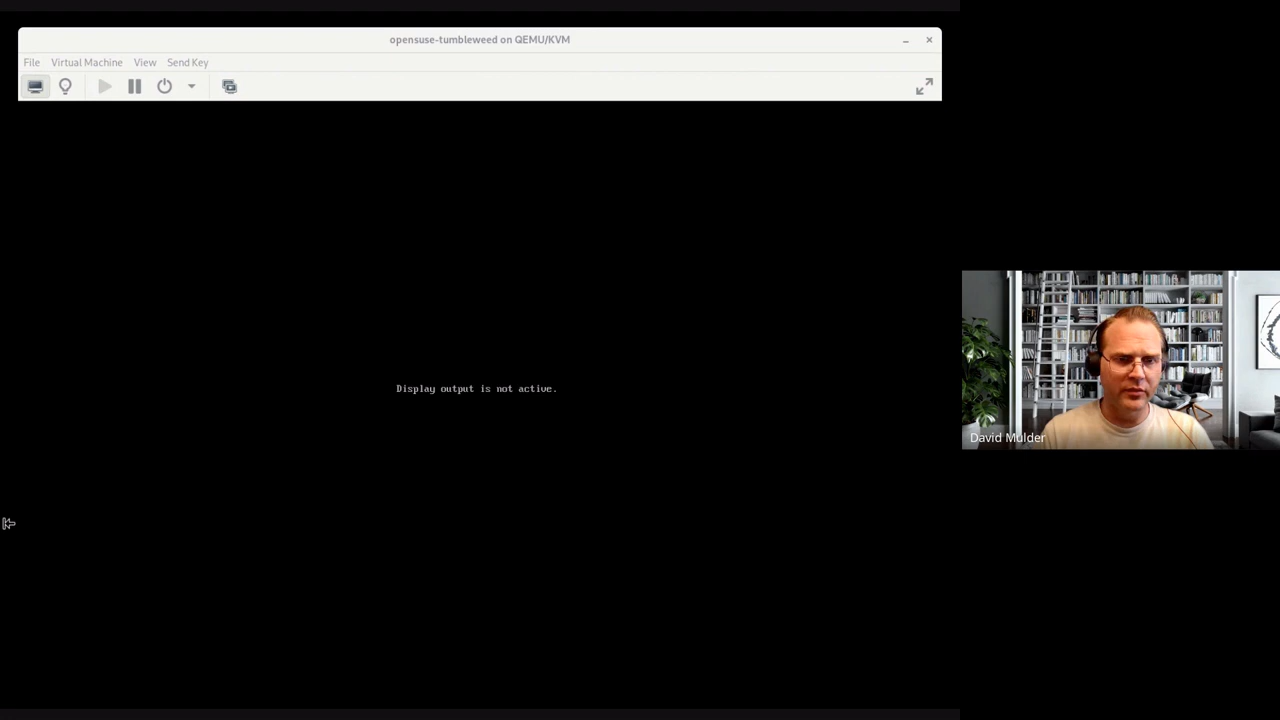 opensuse-tumbleweed on QEMU/KVM
File Virtual Machine View Send Key
Display output is not active.
David Mulder